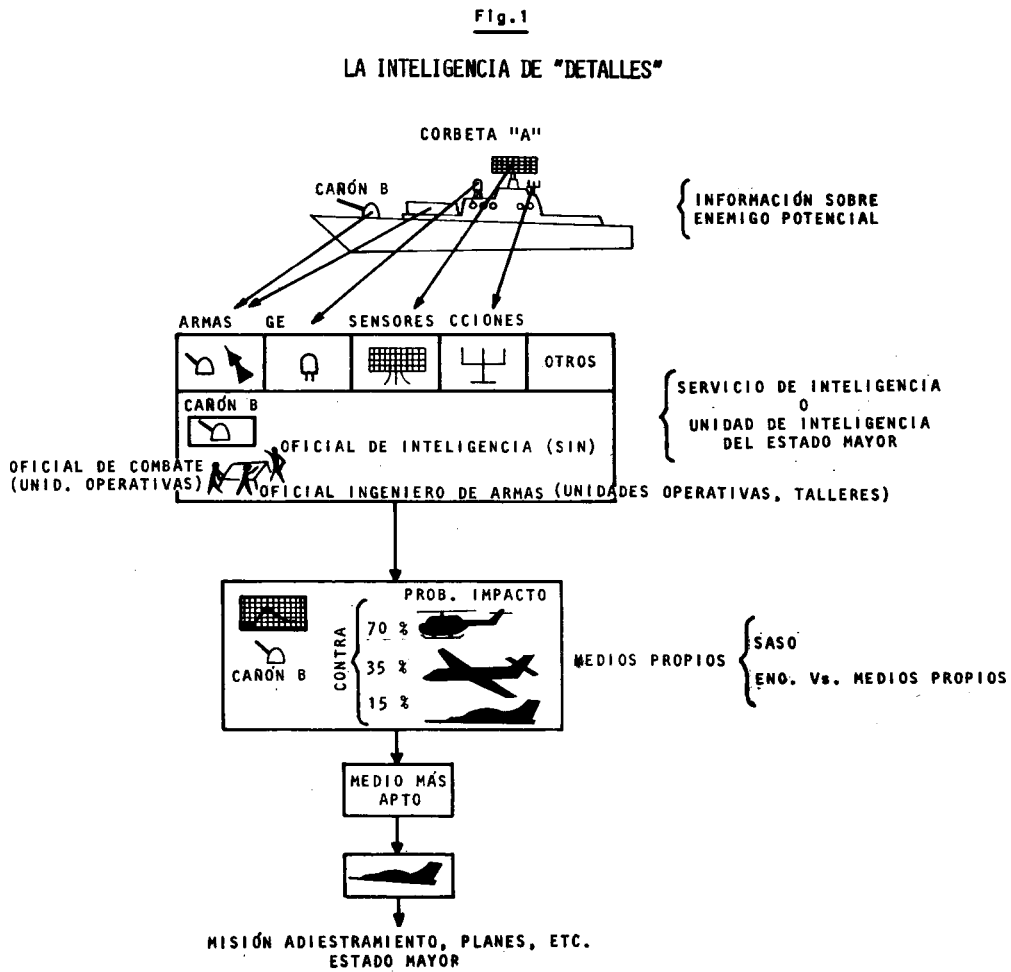 Fig.1
LA INTELIGENCIA DE "DETALLES"
CORBETA "A"
CAÑÓN B
INFORMACIÓN SOBRE
ENEMIGO POTENCIAL
ARMAS GE SENSORES CCIONES
OTROS
CAÑÓN B
SERVICIO DE INTELIGENCIA
O
UNIDAD DE INTELIGENCIA
DEL ESTADO MAYOR
OFICIAL DE INTELIGENCIA (SIN)
OFICIAL DE COMBATE
(UNID. OPERATIVAS)
OFICIAL INGENIERO DE ARMAS (UNIDADES OPERATIVAS, TALLERES)
PROB. IMPACTO
CONTRA
70 %
35 %
15 %
CAÑÓN B
MEDIOS PROPIOS
SASO
ENG. Vs. MEDIOS PROPIOS
MEDIO MÁS
APTO
MISIÓN ADIESTRAMIENTO, PLANES, ETC.
ESTADO MAYOR